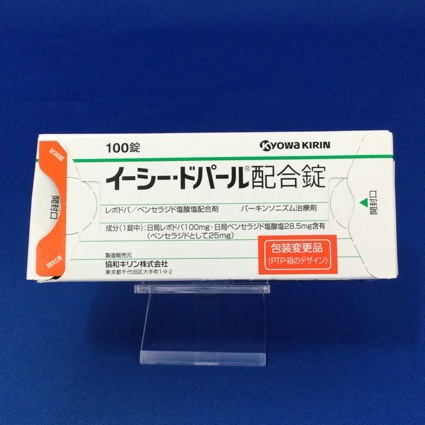 100錠
KYOWA KIRIN
イーシー・ドパール®配合錠
レボドパ/ベンセラジド塩酸塩配合剤 パーキンソニズム治療剤
成分(1錠中):日局レボドパ100mg・日局ベンセラジド塩酸塩28.5mg含有
(ベンセラジドとして25mg)
包装変更品
(PTP・箱のデザイン)
製造販売元
協和キリン株式会社
東京都千代田区大手町1-9-2
開封口
開封口